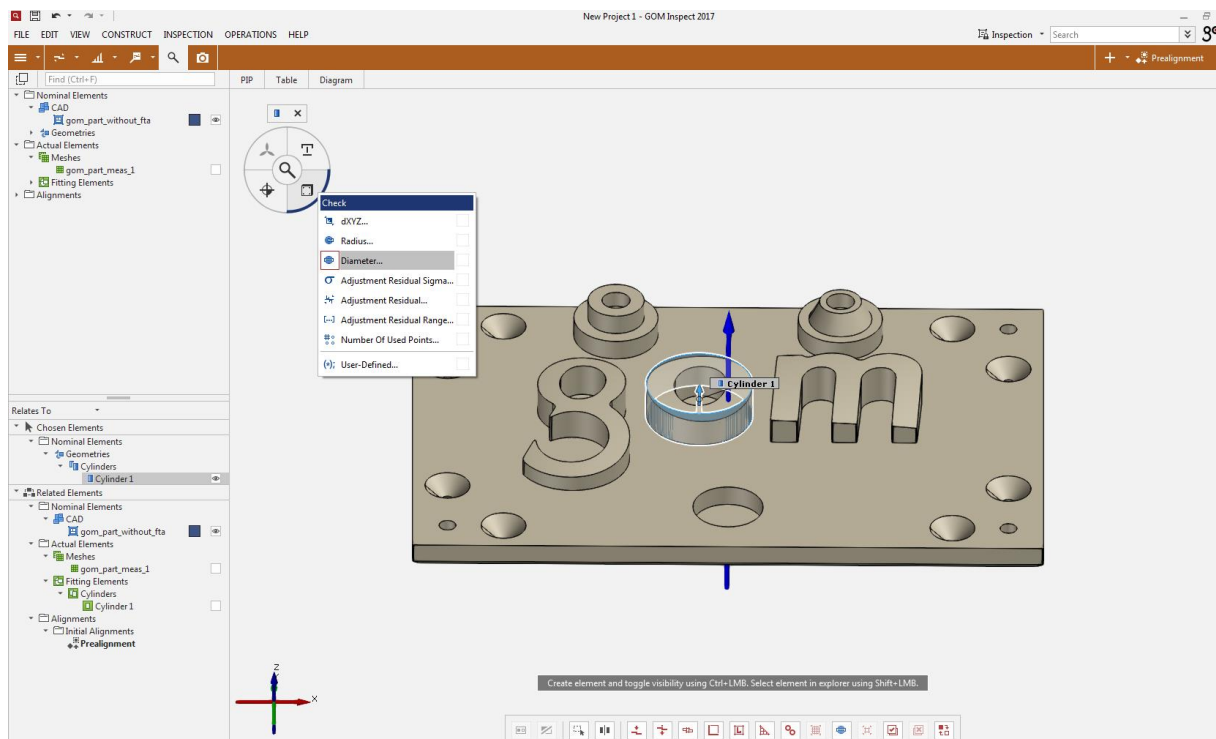 New Project 1 - GOM Inspect 2017
FILE EDIT VIEW CONSTRUCT INSPECTION OPERATIONS HELP
Inspection
Search
Prealignment
Find (Ctrl+F)
PIP Table Diagram
Nominal Elements
CAD
gom_part_without_fta
Geometries
Actual Elements
Meshes
gom_part_meas_1
Fitting Elements
Alignments
Check
dXYZ...
Radius...
Diameter...
Adjustment Residual Sigma...
Adjustment Residual...
Adjustment Residual Range...
Number Of Used Points...
User-Defined...
Cylinder 1
gom
Relates To
Chosen Elements
Nominal Elements
Geometries
Cylinders
Cylinder 1
Related Elements
Nominal Elements
CAD
gom_part_without_fta
Actual Elements
Meshes
gom_part_meas_1
Fitting Elements
Cylinders
Cylinder 1
Alignments
Initial Alignments
Prealignment
Z
X
Create element and toggle visibility using Ctrl+LMB. Select element in explorer using Shift+LMB.